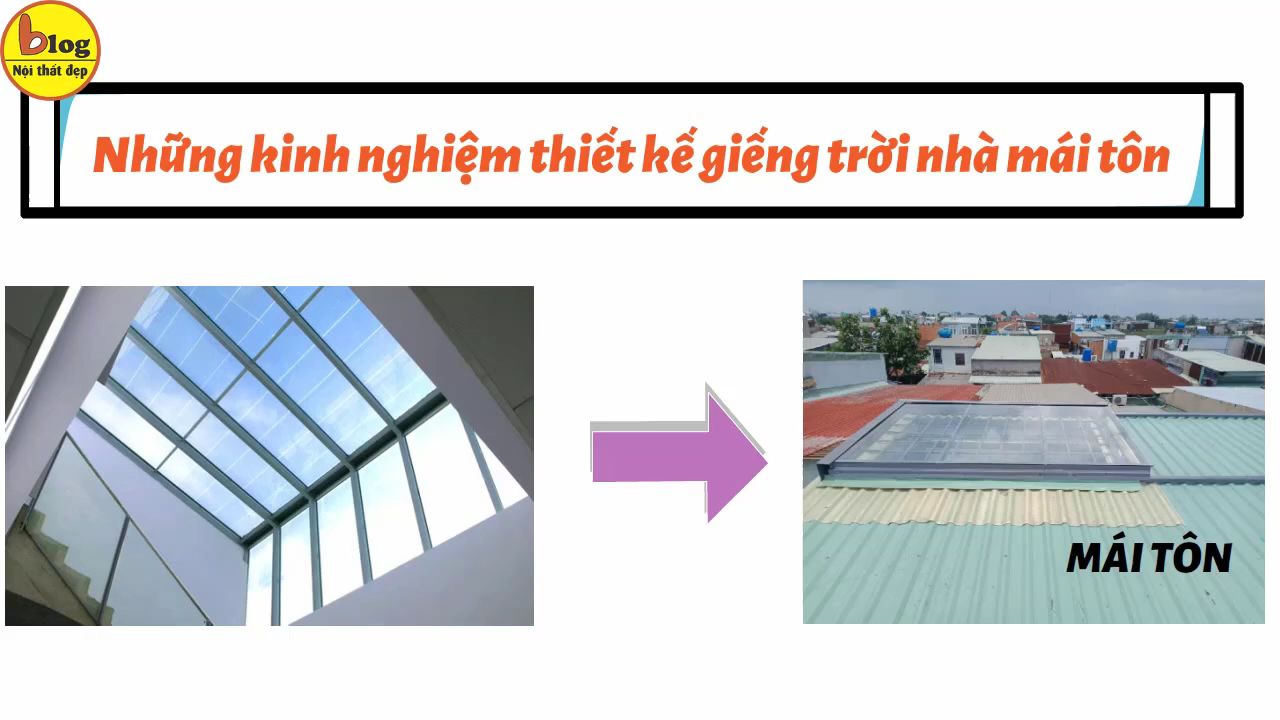 blog
Nội thất đẹp
Những kinh nghiệm thiết kế giếng trời nhà mái tôn
MÁI TÔN